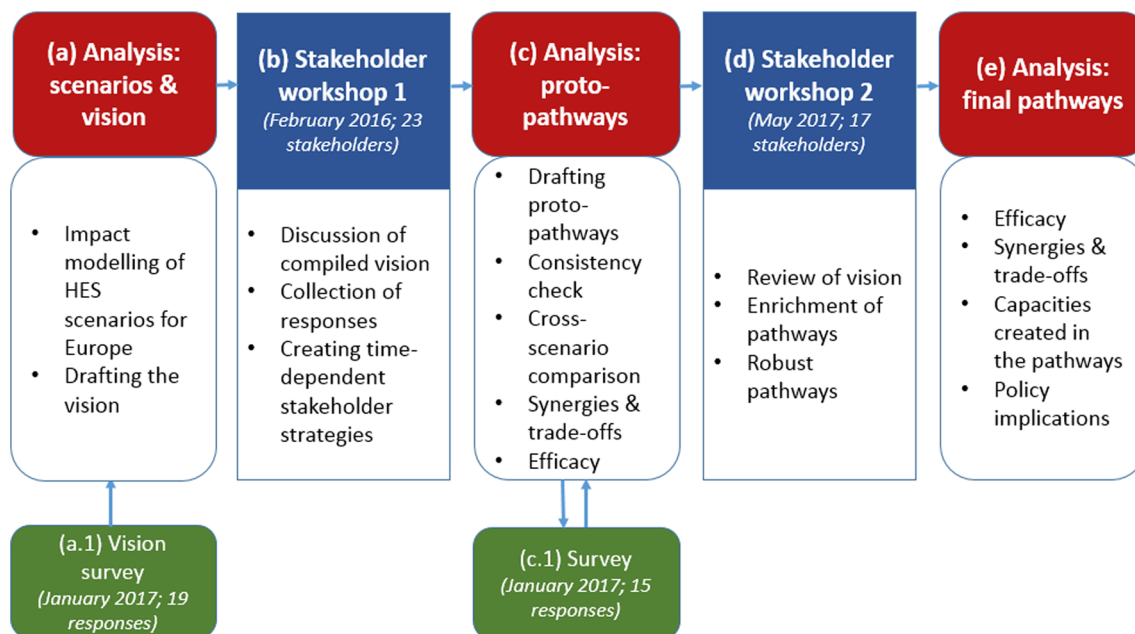 (a) Analysis:
scenarios &
vision
• Impact
modelling of
HES
scenarios for
Europe
• Drafting the
vision
(a.1) Vision
survey
(January 2017; 19
responses)
(b) Stakeholder
workshop 1
(February 2016; 23
stakeholders)
• Discussion of
compiled vision
• Collection of
responses
• Creating time-
dependent
stakeholder
strategies
(c) Analysis:
proto-
pathways
• Drafting
proto-
pathways
• Consistency
check
• Cross-
scenario
comparison
• Synergies &
trade-offs
• Efficacy
(c.1) Survey
(January 2017; 15
responses)
(d) Stakeholder
workshop 2
(May 2017; 17
stakeholders)
• Review of vision
• Enrichment of
pathways
• Robust
pathways
(e) Analysis:
final pathways
• Efficacy
• Synergies &
trade-offs
• Capacities
created in
the pathways
• Policy
implications